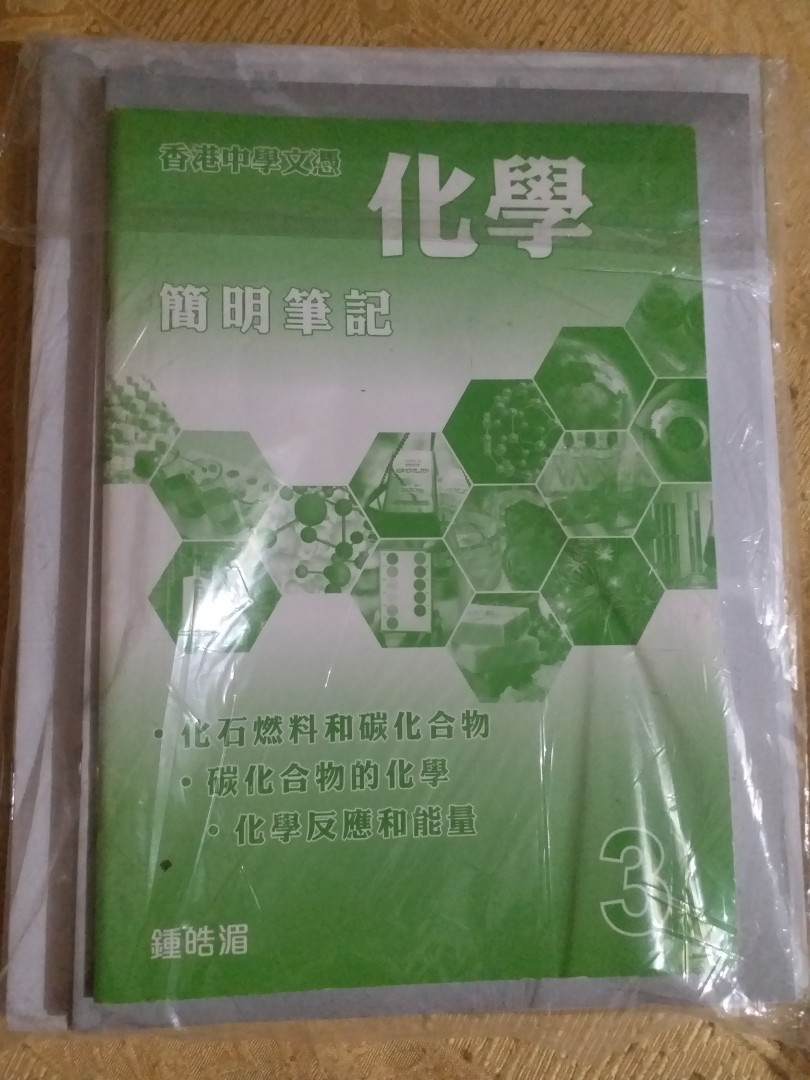 香港中學文憑
化學
簡明筆記
·化石燃料和碳化合物
·碳化合物的化學
·化學反應和能量
3
鍾皓湄